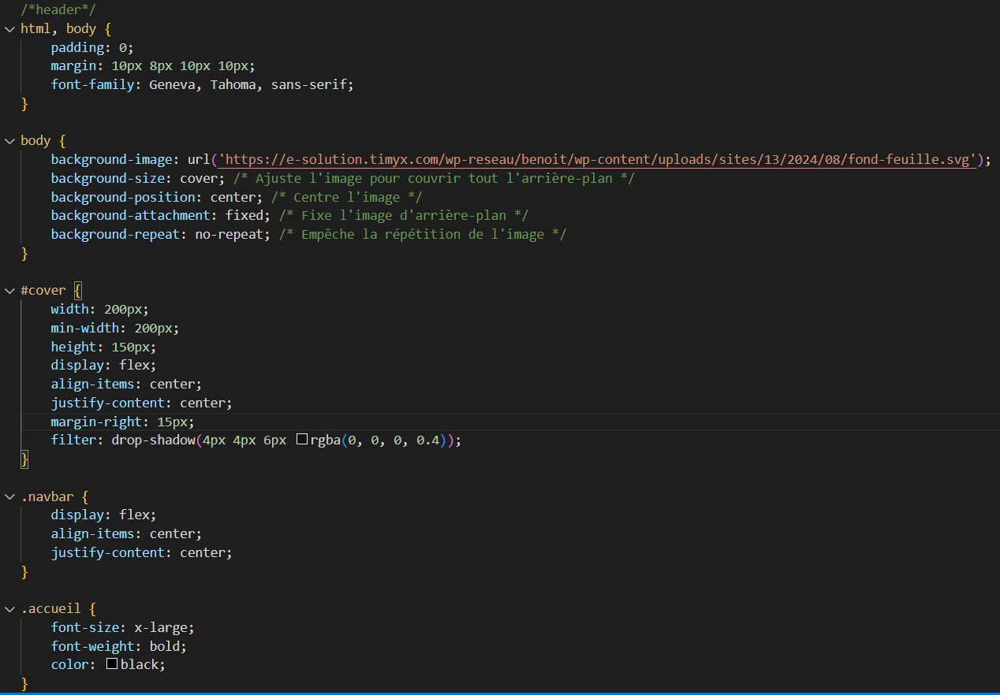 /*header*/
html, body {
    padding: 0;
    margin: 10px 8px 10px 10px;
    font-family: Geneva, Tahoma, sans-serif;
}

body {
    background-image: url('https://e-solution.timyx.com/wp-reseau/benoit/wp-content/uploads/sites/13/2024/08/fond-feuille.svg');
    background-size: cover; /* Ajuste l'image pour couvrir tout l'arrière-plan */
    background-position: center; /* Centre l'image */
    background-attachment: fixed; /* Fixe l'image d'arrière-plan */
    background-repeat: no-repeat; /* Empêche la répétition de l'image */
}

#cover {
    width: 200px;
    min-width: 200px;
    height: 150px;
    display: flex;
    align-items: center;
    justify-content: center;
    margin-right: 15px;
    filter: drop-shadow(4px 4px 6px rgba(0, 0, 0, 0.4));
}

.navbar {
    display: flex;
    align-items: center;
    justify-content: center;
}

.accueil {
    font-size: x-large;
    font-weight: bold;
    color: black;
}